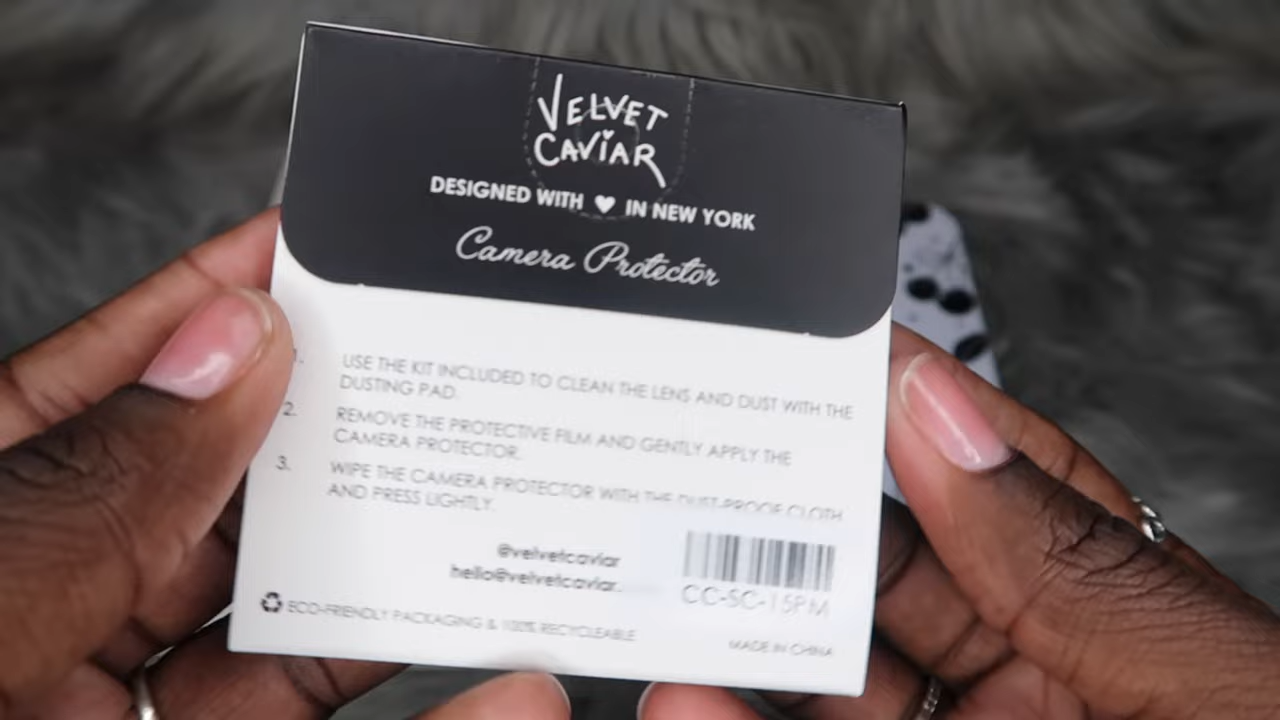 VELVET
CAVIAR
DESIGNED WITH ♥ IN NEW YORK
Camera Protector
1. USE THE KIT INCLUDED TO CLEAN THE LENS AND DUST WITH THE
DUSTING PAD.
2. REMOVE THE PROTECTIVE FILM AND GENTLY APPLY THE
CAMERA PROTECTOR.
3. WIPE THE CAMERA PROTECTOR WITH THE DUST-PROOF CLOTH
AND PRESS LIGHTLY.
@velvetcaviar
hello@velvetcaviar.
CC-SC-15PM
ECO-FRIENDLY PACKAGING & 100% RECYCLEABLE
MADE IN CHINA